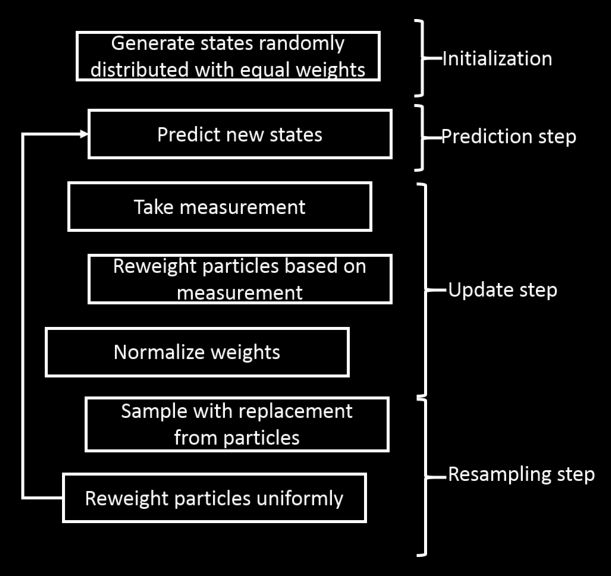 Generate states randomly
distributed with equal weights
Initialization
Predict new states
Prediction step
Take measurement
Reweight particles based on
measurement
Update step
Normalize weights
Sample with replacement
from particles
Resampling step
Reweight particles uniformly